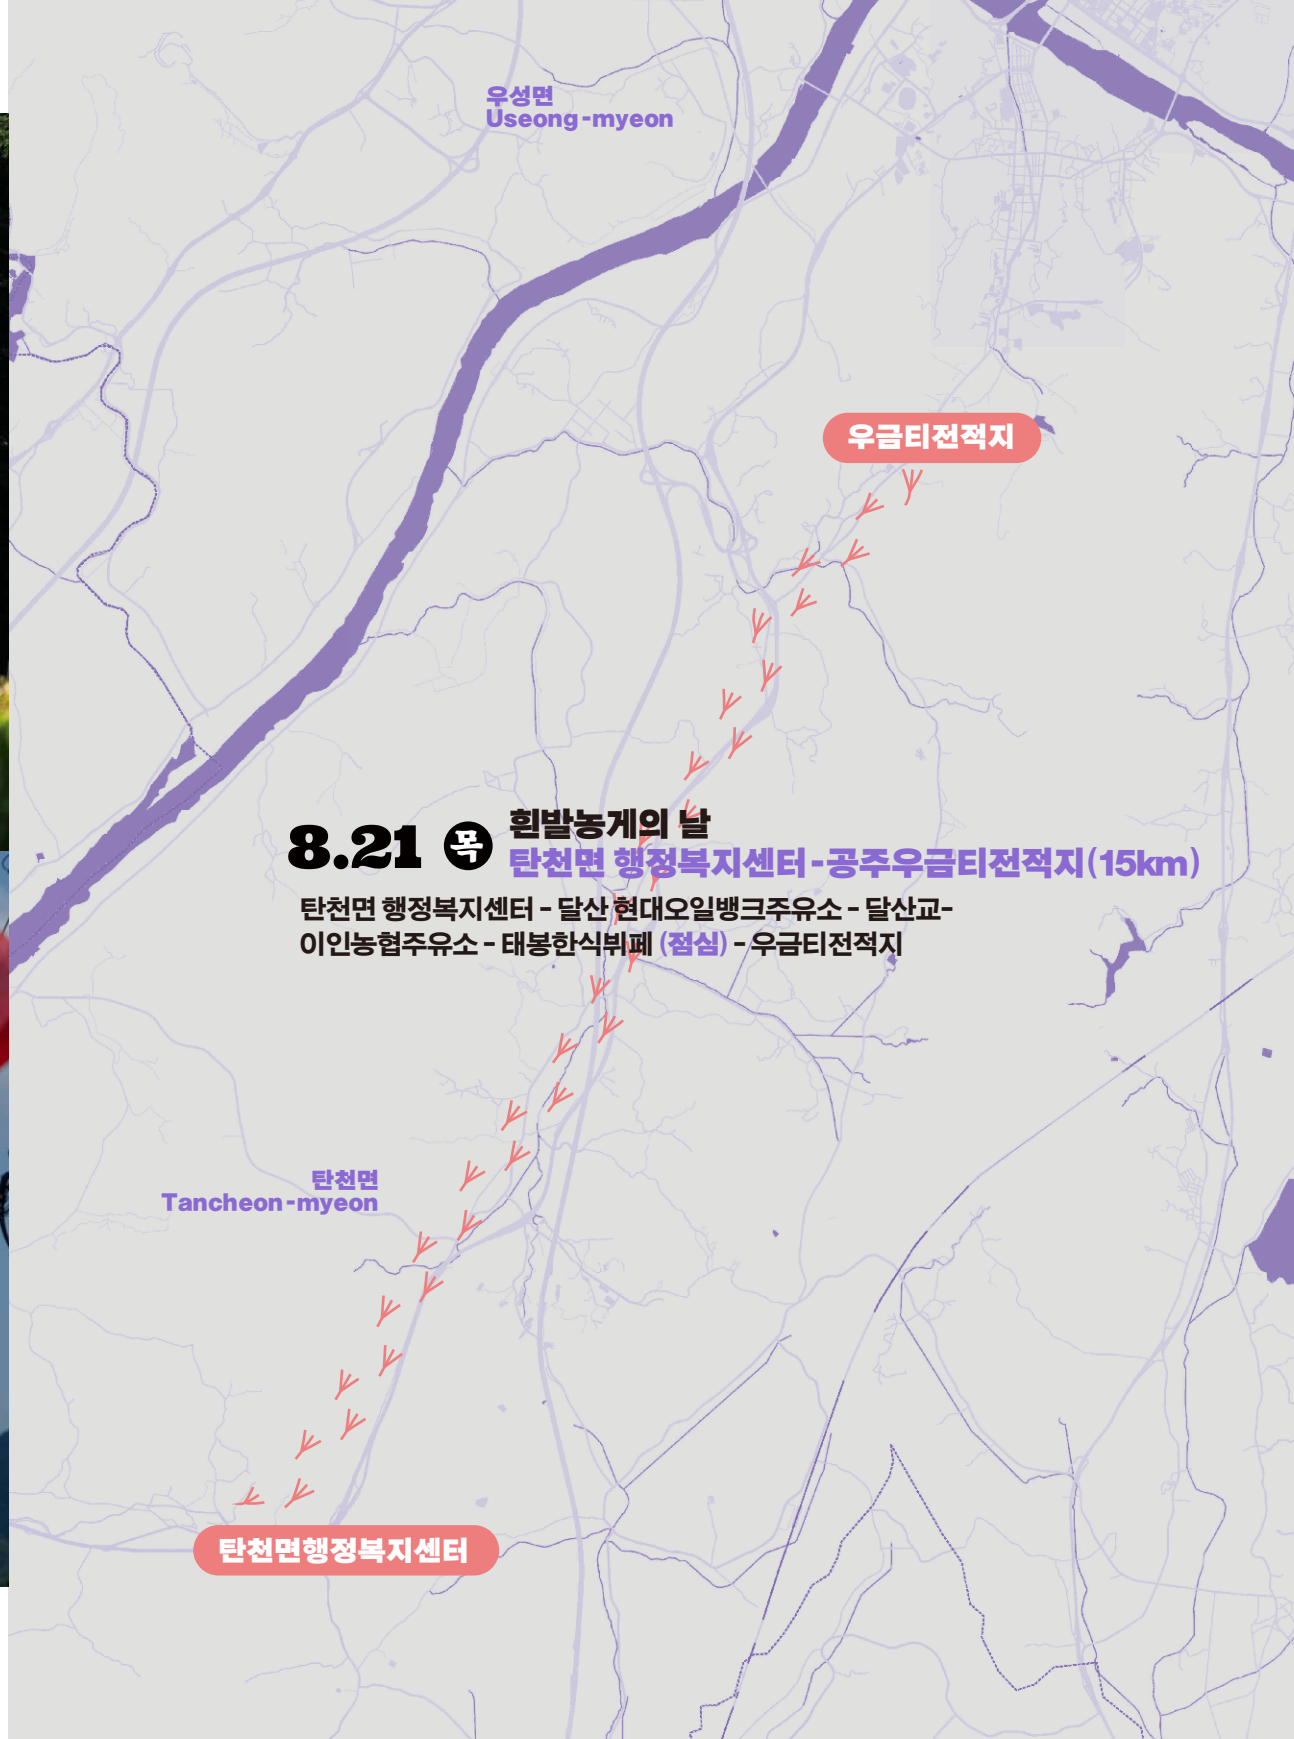 우성면
Useong-myeon
우금티전적지
8.21 목
흰발농게의 날
탄천면 행정복지센터-공주우금티전적지(15km)
탄천면 행정복지센터 - 달산 현대오일뱅크주유소 - 달산교-
이인농협주유소 - 태봉한식뷔페 (점심) - 우금티전적지
탄천면
Tancheon-myeon
탄천면행정복지센터